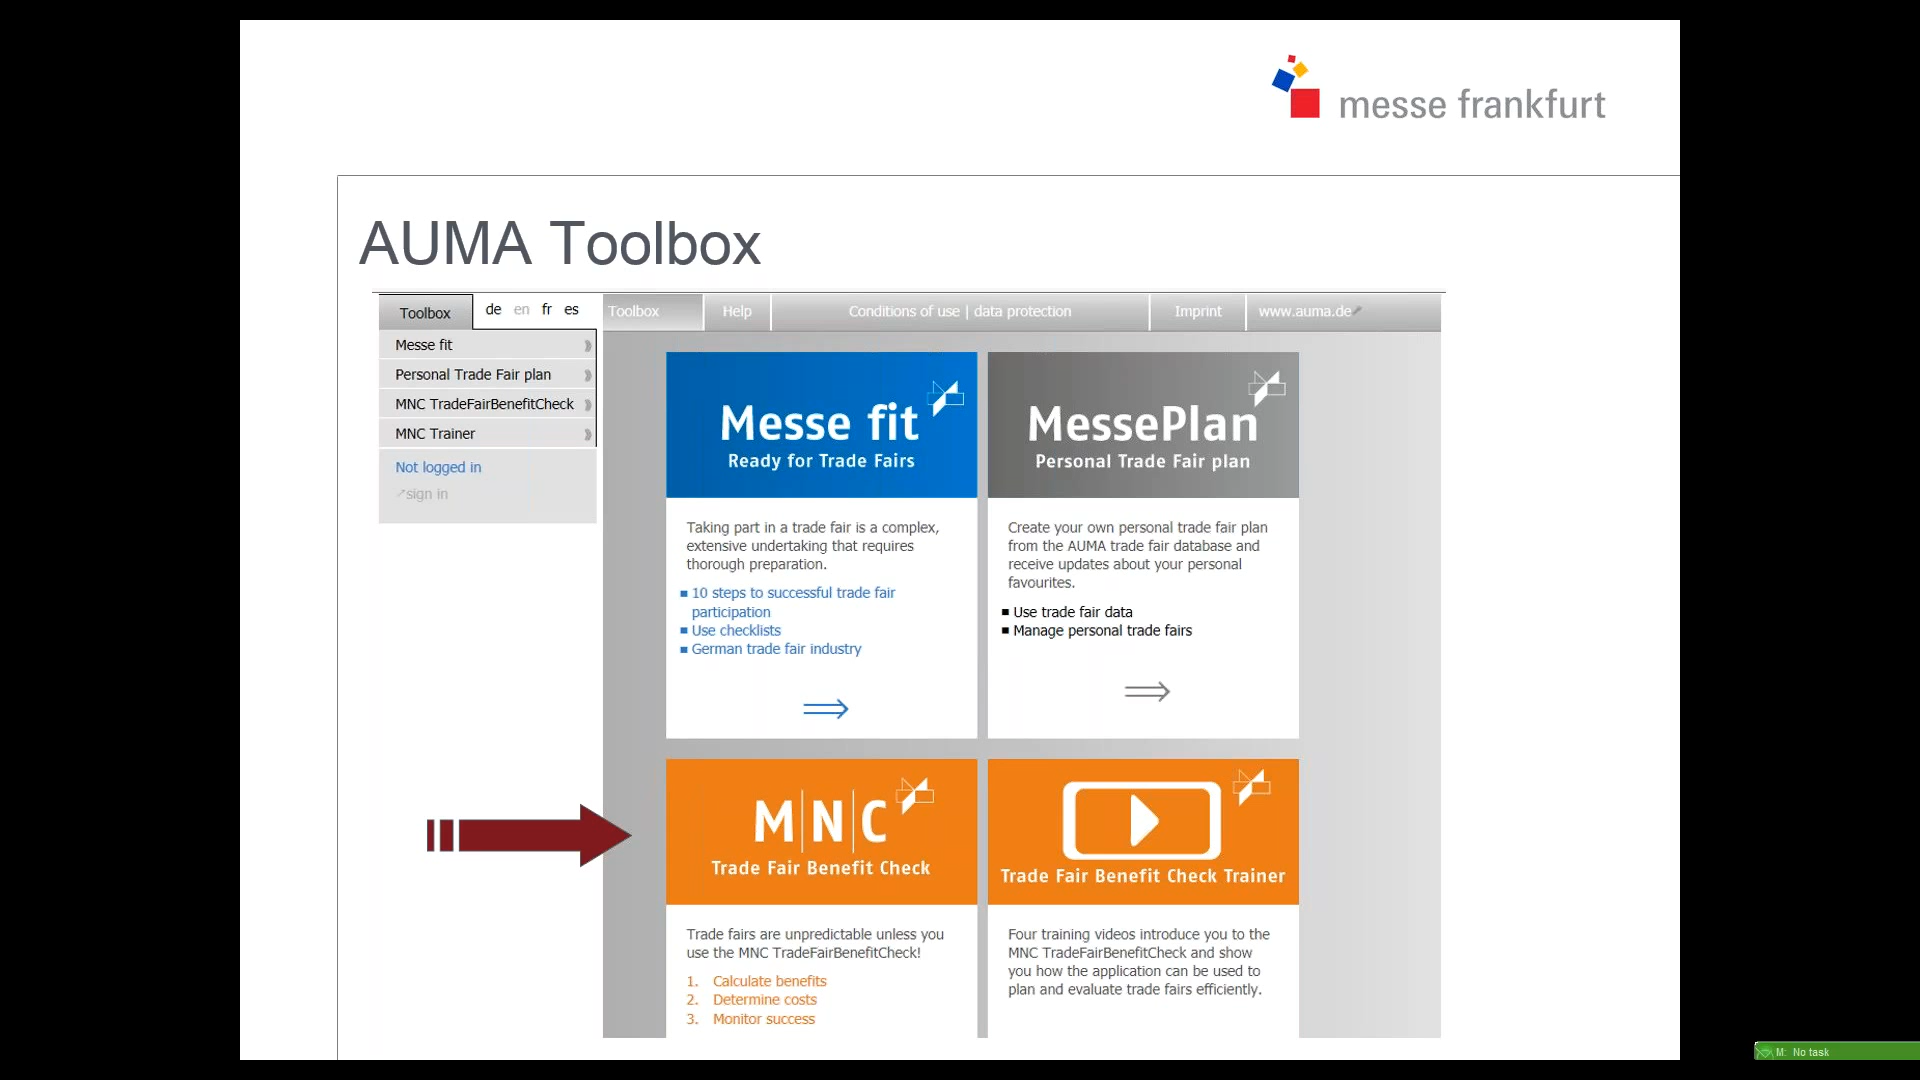 messe frankfurt
AUMA Toolbox
Toolbox
de en fr es
Toolbox
Help
Conditions of use | data protection
Imprint
www.auma.de
Messe fit
Personal Trade Fair plan
MNC TradeFairBenefitCheck
MNC Trainer
Not logged in
sign in
Messe fit
Ready for Trade Fairs
Taking part in a trade fair is a complex,
extensive undertaking that requires
thorough preparation.
10 steps to successful trade fair
participation
Use checklists
German trade fair industry
MessePlan
Personal Trade Fair plan
Create your own personal trade fair plan
from the AUMA trade fair database and
receive updates about your personal
favourites.
Use trade fair data
Manage personal trade fairs
M|N|C
Trade Fair Benefit Check
Trade fairs are unpredictable unless you
use the MNC TradeFairBenefitCheck!
1. Calculate benefits
2. Determine costs
3. Monitor success
Trade Fair Benefit Check Trainer
Four training videos introduce you to the
MNC TradeFairBenefitCheck and show
you how the application can be used to
plan and evaluate trade fairs efficiently.
M: No task